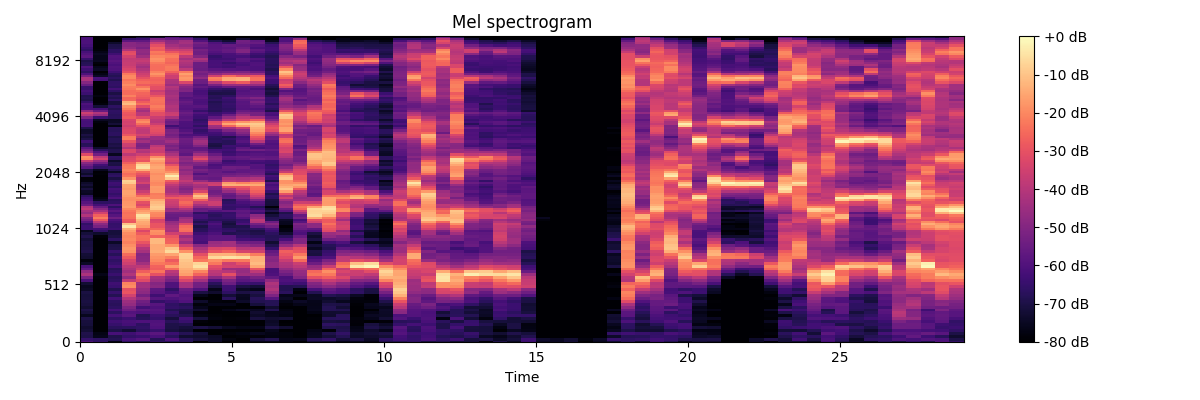 Mel spectrogram
8192
4096
2048
1024
512
0
Hz
0 5 10 15 20 25
Time
+0 dB
-10 dB
-20 dB
-30 dB
-40 dB
-50 dB
-60 dB
-70 dB
-80 dB